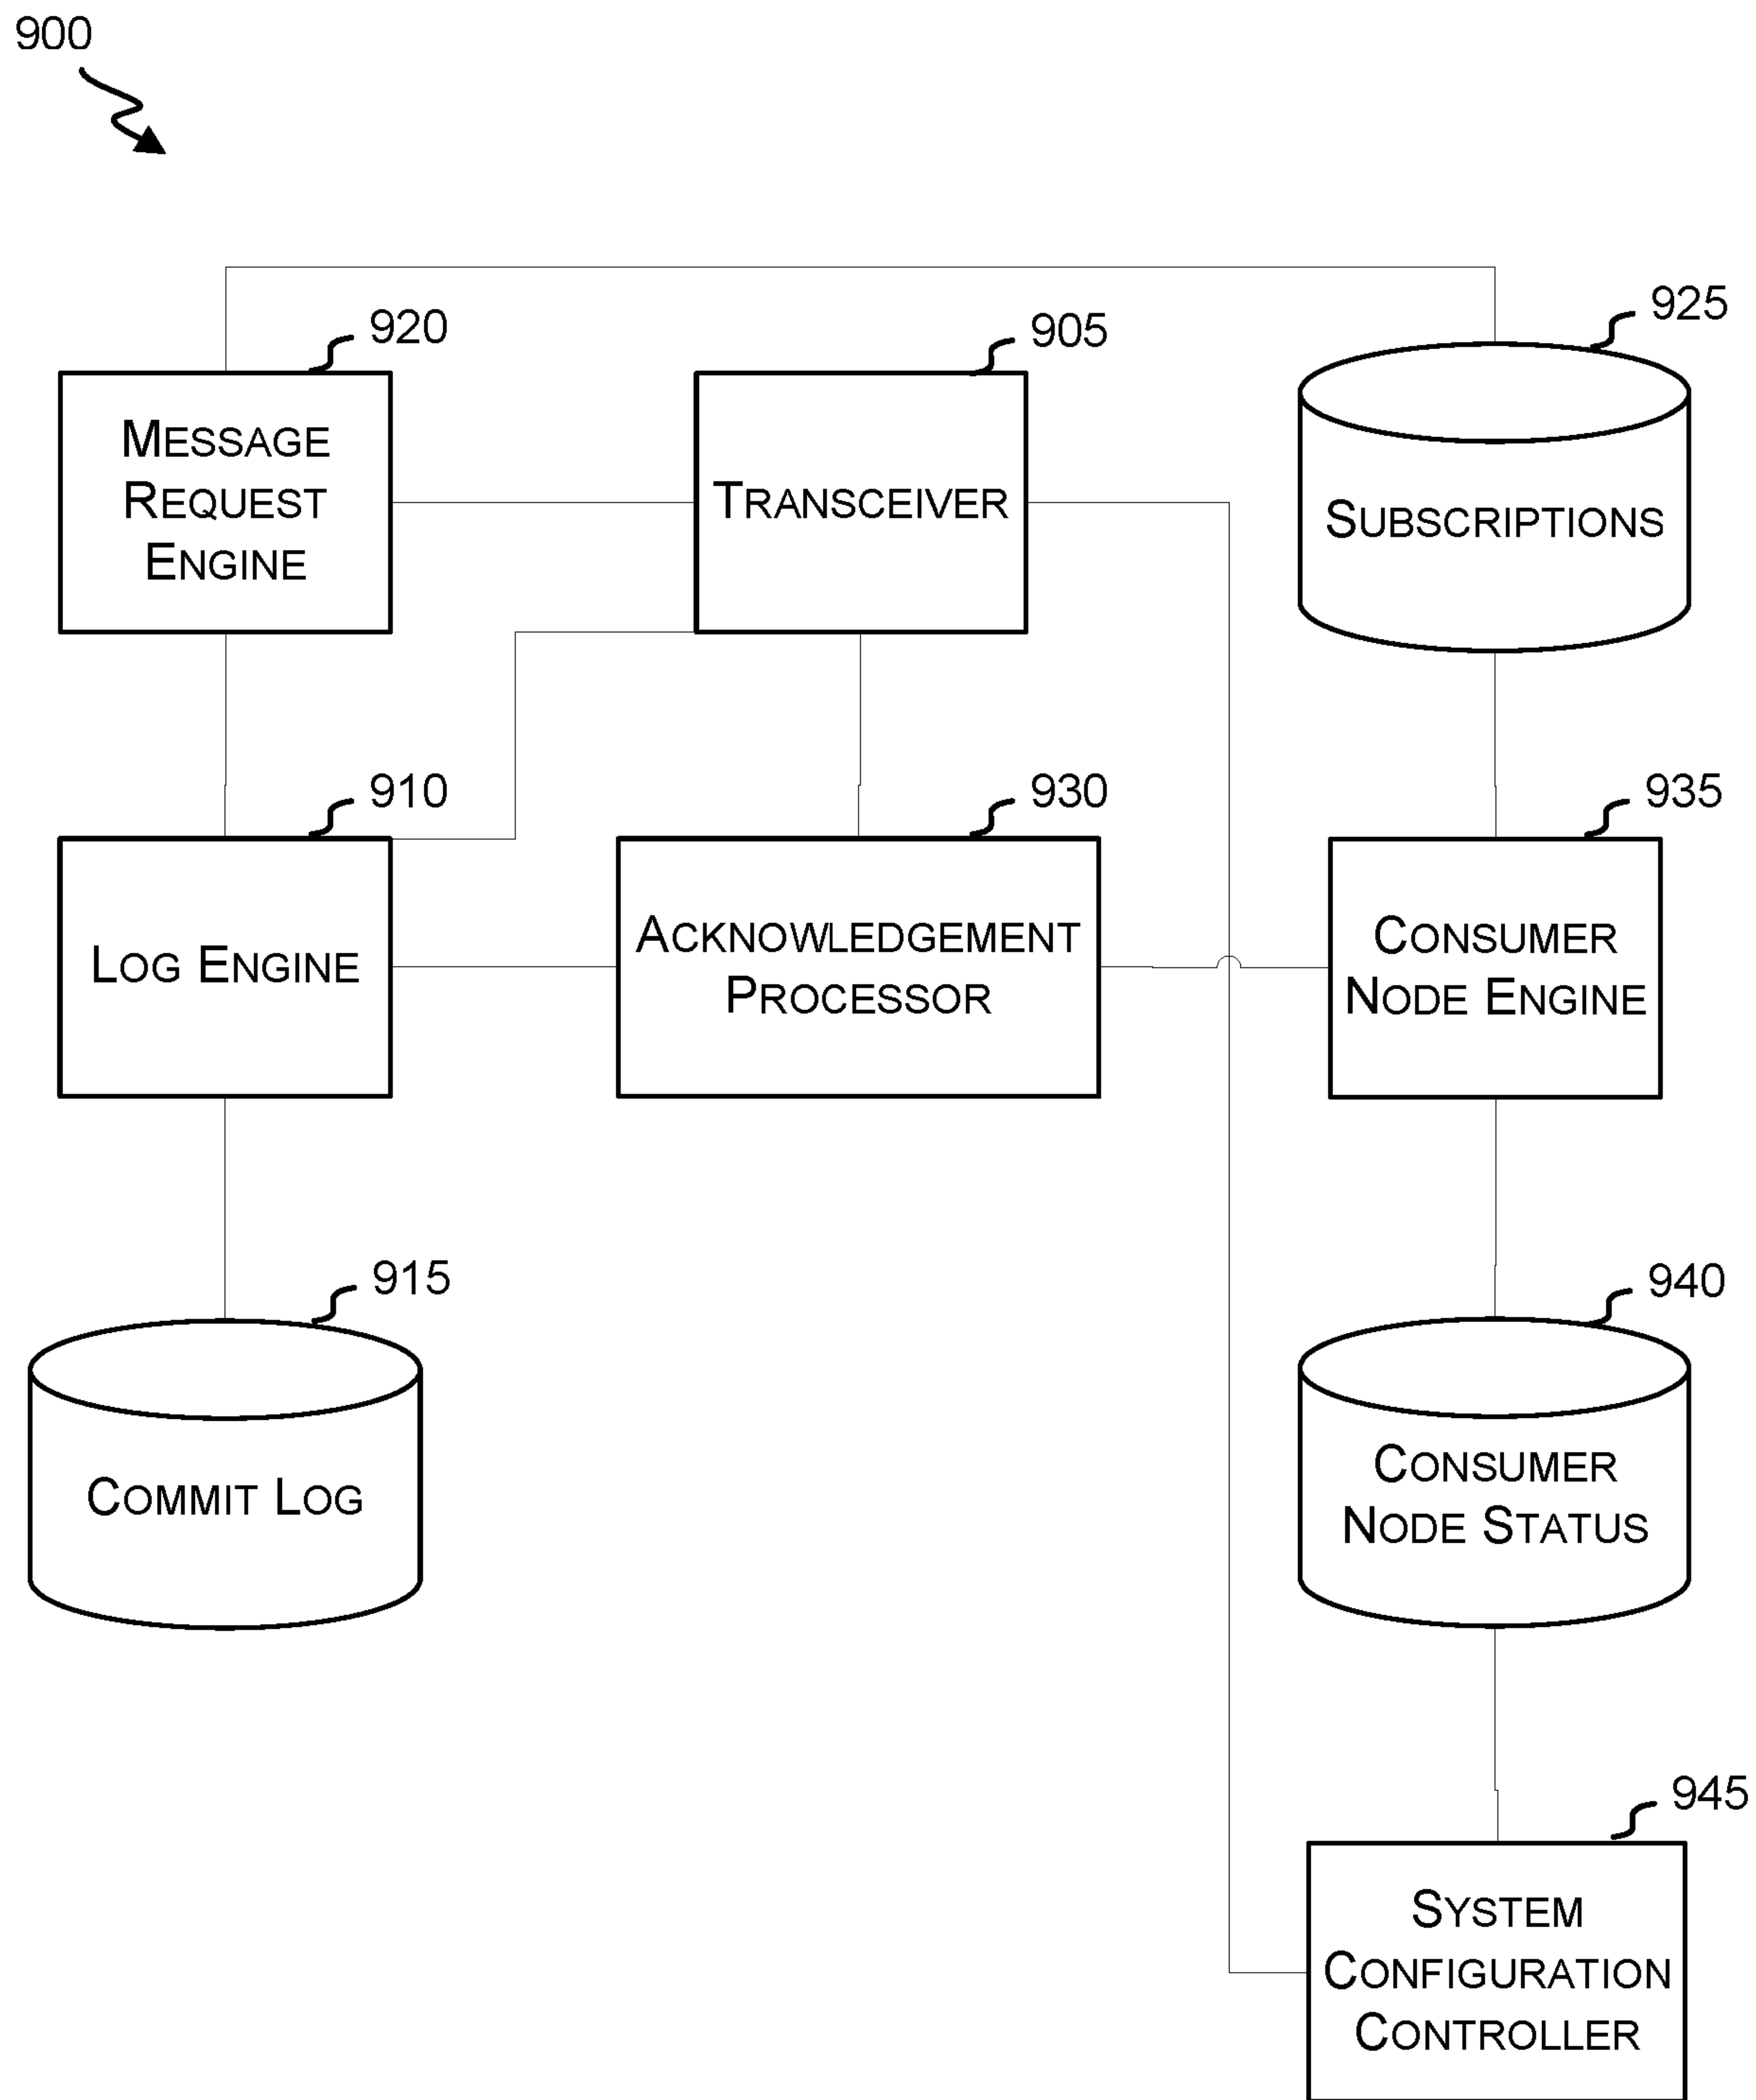 900
920
905
925
MESSAGE
REQUEST
ENGINE
TRANSCEIVER
SUBSCRIPTIONS
910
930
935
LOG ENGINE
ACKNOWLEDGEMENT
PROCESSOR
CONSUMER
NODE ENGINE
915
940
COMMIT LOG
CONSUMER
NODE STATUS
945
SYSTEM
CONFIGURATION
CONTROLLER